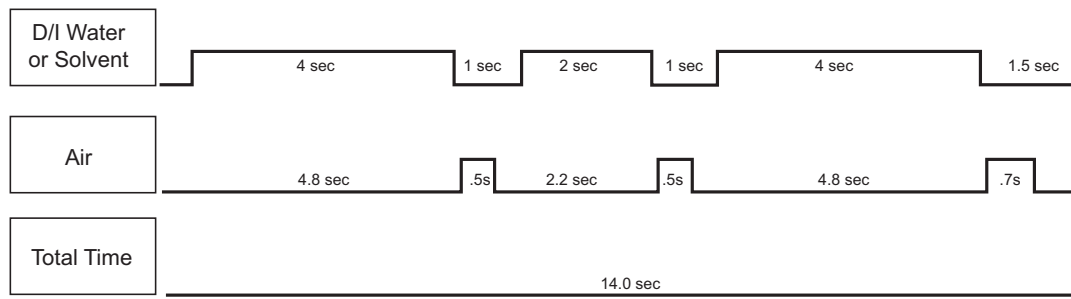 D/I Water
or Solvent
4 sec
1 sec
2 sec
1 sec
4 sec
1.5 sec
Air
4.8 sec
.5s
2.2 sec
.5s
4.8 sec
.7s
Total Time
14.0 sec